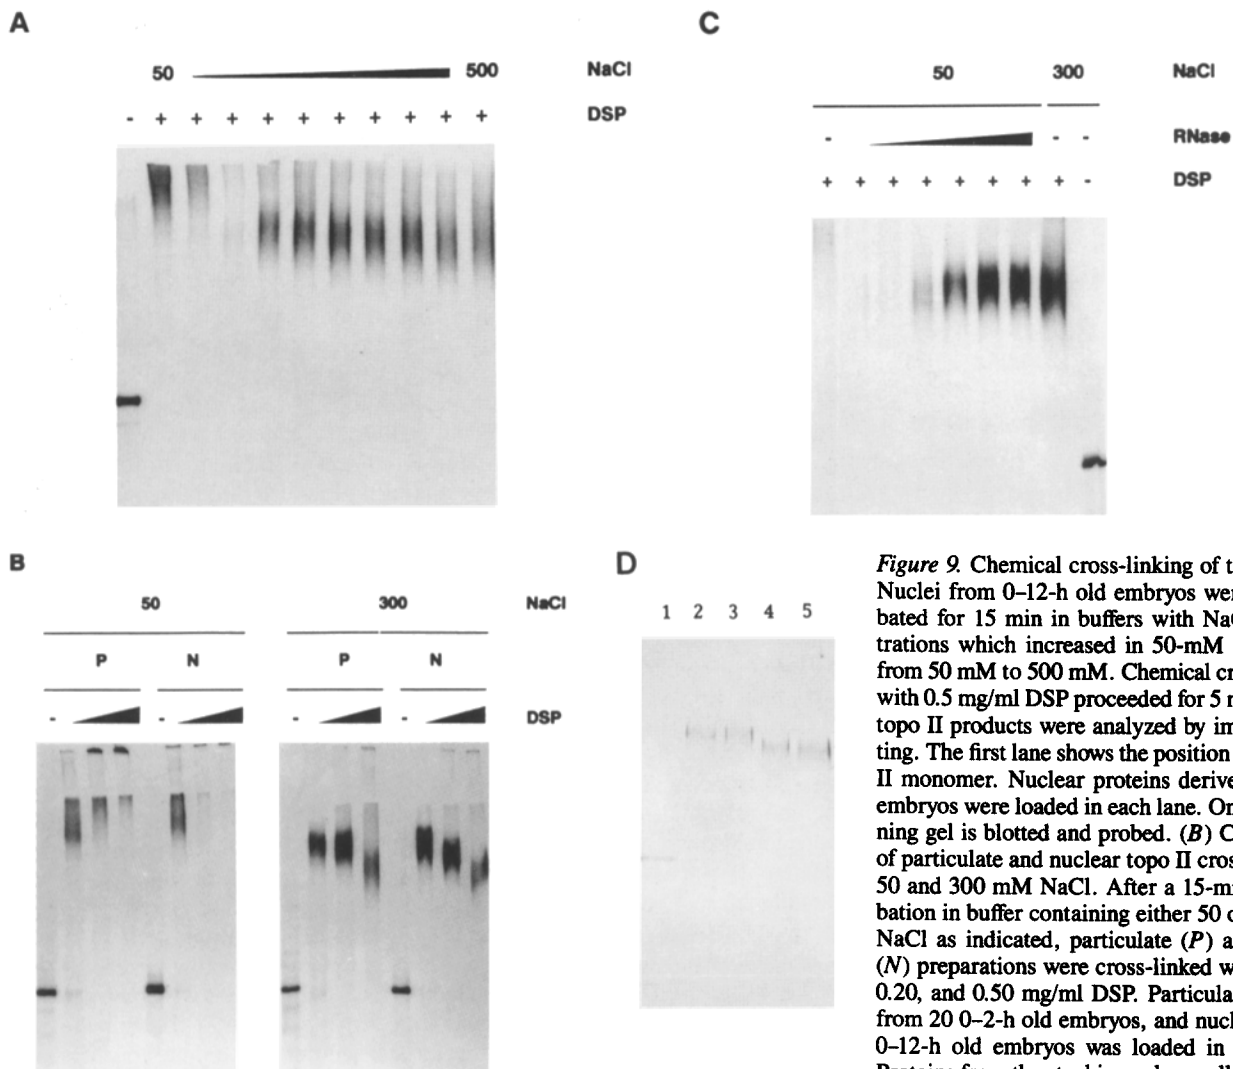 A
C
50 500 NaCl
- + + + + + + + + + + + DSP
50 300 NaCl
- - - RNase
+ + + + + + + + - DSP
B
50 300 NaCl
P N P N
- - - - DSP
D
1 2 3 4 5
Figure 9. Chemical cross-linking of t
Nuclei from 0–12-h old embryos wer
bated for 15 min in buffers with NaC
trations which increased in 50-mM
from 50 mM to 500 mM. Chemical cr
with 0.5 mg/ml DSP proceeded for 5 r
topo II products were analyzed by im
ting. The first lane shows the position
II monomer. Nuclear proteins derive
embryos were loaded in each lane. Or
ning gel is blotted and probed. (B) C
of particulate and nuclear topo II cros
50 and 300 mM NaCl. After a 15-mi
bation in buffer containing either 50 o
NaCl as indicated, particulate (P) a
(N) preparations were cross-linked w
0.20, and 0.50 mg/ml DSP. Particula
from 20 0–2-h old embryos, and nucl
0–12-h old embryos was loaded in